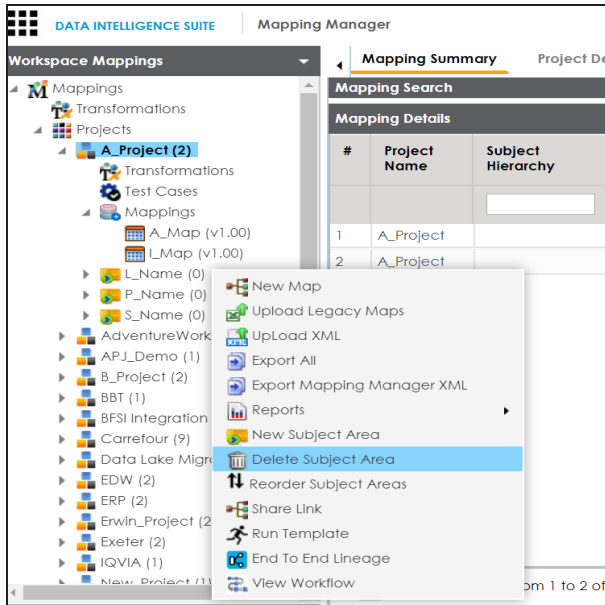 DATA INTELLIGENCE SUITE
Mapping Manager
Workspace Mappings
Mappings
Transformations
Projects
A_Project (2)
Transformations
Test Cases
Mappings
A_Map (v1.00)
I_Map (v1.00)
L_Name (0)
P_Name (0)
S_Name (0)
AdventureWork
APJ_Demo (1)
B_Project (2)
BBT (1)
BFSI Integration
Carrefour (9)
Data Lake Migr
EDW (2)
ERP (2)
Erwin_Project (2
Exeter (2)
IQVIA (1)
New_Project (1)
Mapping Summary
Project De
Mapping Search
Mapping Details
# Project Name Subject Hierarchy
1 A_Project
2 A_Project
New Map
Upload Legacy Maps
UpLoad XML
Export All
Export Mapping Manager XML
Reports
New Subject Area
Delete Subject Area
Reorder Subject Areas
Share Link
Run Template
End To End Lineage
View Workflow
om 1 to 2 of